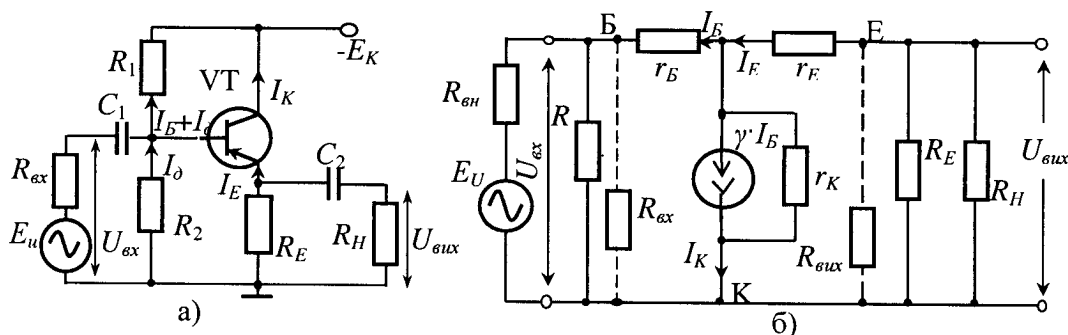 R₁
VT
-E_K
I_K
C₁
I_Б+I_д
R_вх
I_д
I_E
C₂
E_и
U_вх
R₂
R_E
R_H
U_вих
а)
Б
I_Б
r_Б
I_E
r_E
E
R_вн
R
γ·I_Б
r_K
E_U
U_вх
R_вх
R_E
R_H
U_вих
I_K
R_вих
К
б)